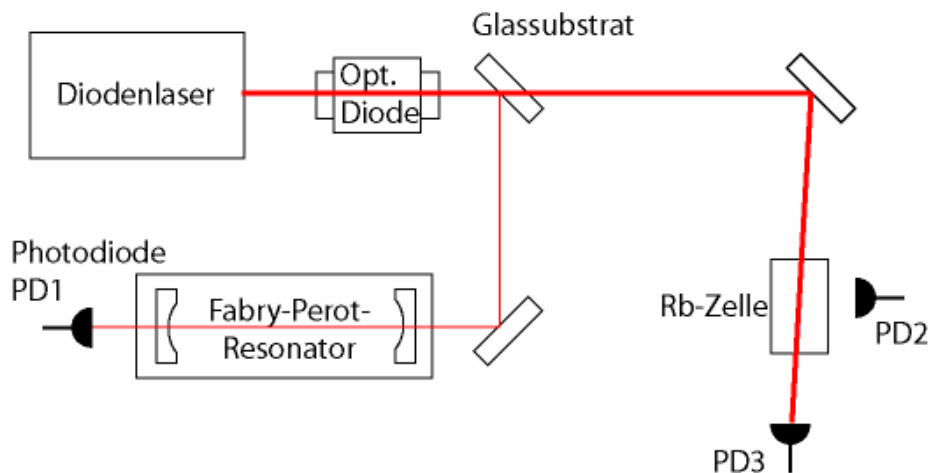 Glassubstrat
Diodenlaser
Opt.
Diode
Photodiode
PD1
Fabry-Perot-
Resonator
Rb-Zelle
PD2
PD3